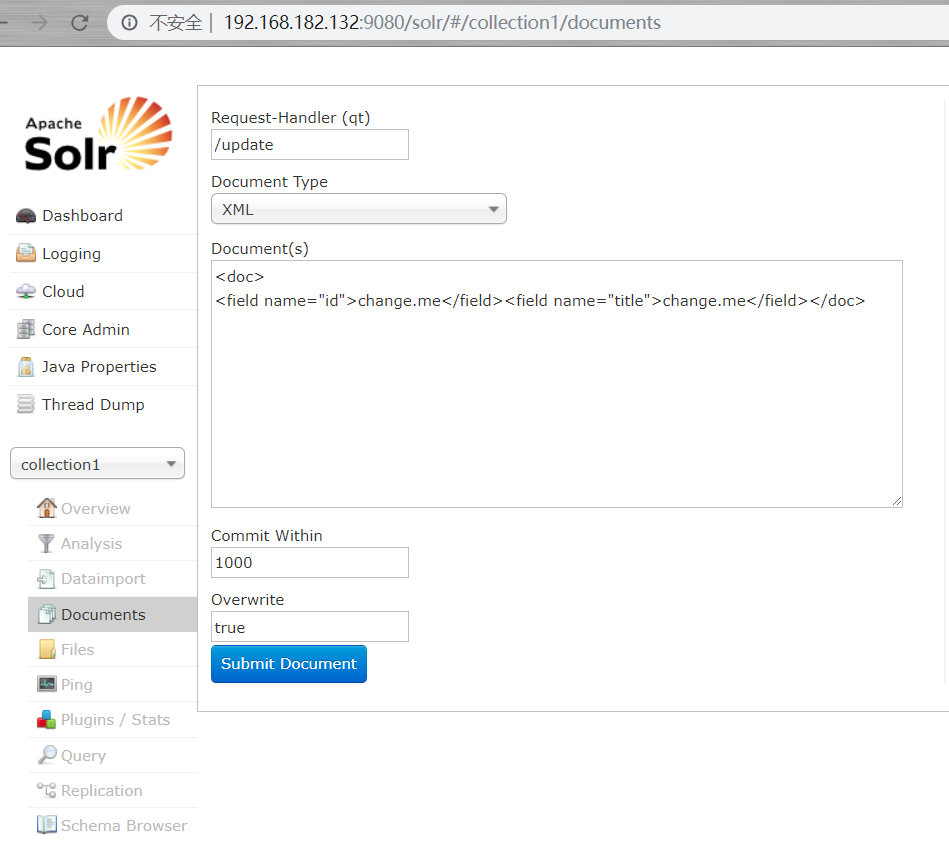 不安全 | 192.168.182.132:9080/solr/#/collection1/documents
Apache
Solr
Dashboard
Logging
Cloud
Core Admin
Java Properties
Thread Dump
collection1
Overview
Analysis
Dataimport
Documents
Files
Ping
Plugins / Stats
Query
Replication
Schema Browser
Request-Handler (qt)
/update
Document Type
XML
Document(s)
<doc>
<field name="id">change.me</field><field name="title">change.me</field></doc>
Commit Within
1000
Overwrite
true
Submit Document